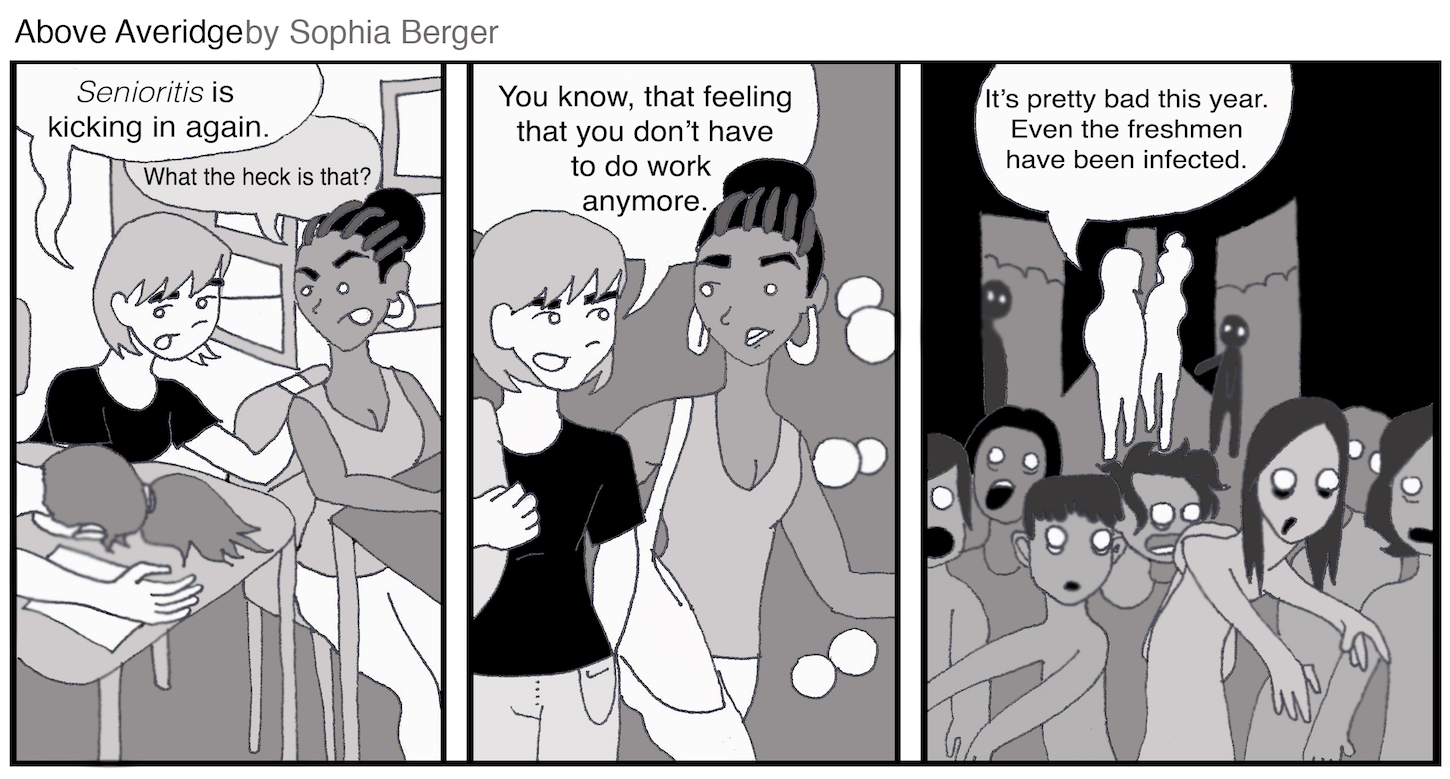 Above Averidge by Sophia Berger
Senioritis is
kicking in again.
What the heck is that?
You know, that feeling
that you don't have
to do work
anymore.
It's pretty bad this year.
Even the freshmen
have been infected.